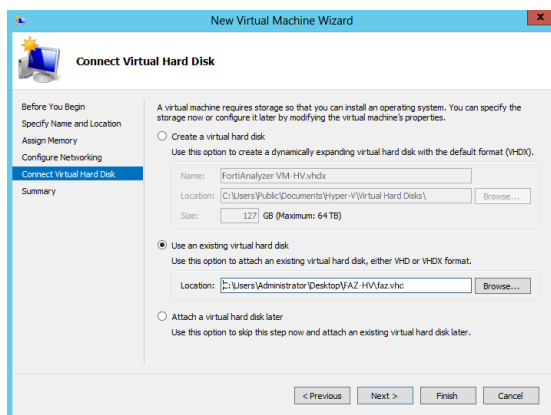 New Virtual Machine Wizard
x
Connect Virtual Hard Disk
Before You Begin
Specify Name and Location
Assign Memory
Configure Networking
Connect Virtual Hard Disk
Summary
A virtual machine requires storage so that you can install an operating system. You can specify the
storage now or configure it later by modifying the virtual machine's properties.
Create a virtual hard disk
Use this option to create a dynamically expanding virtual hard disk with the default format (VHDX).
Name: FortiAnalyzer VM-HV.vhdx
Location: C:\Users\Public\Documents\Hyper-V\Virtual Hard Disks\ Browse...
Size: 127 GB (Maximum: 64 TB)
Use an existing virtual hard disk
Use this option to attach an existing virtual hard disk, either VHD or VHDX format.
Location: C:\Users\Administrator\Desktop\FAZ-HV\faz.vhd Browse...
Attach a virtual hard disk later
Use this option to skip this step now and attach an existing virtual hard disk later.
< Previous Next > Finish Cancel